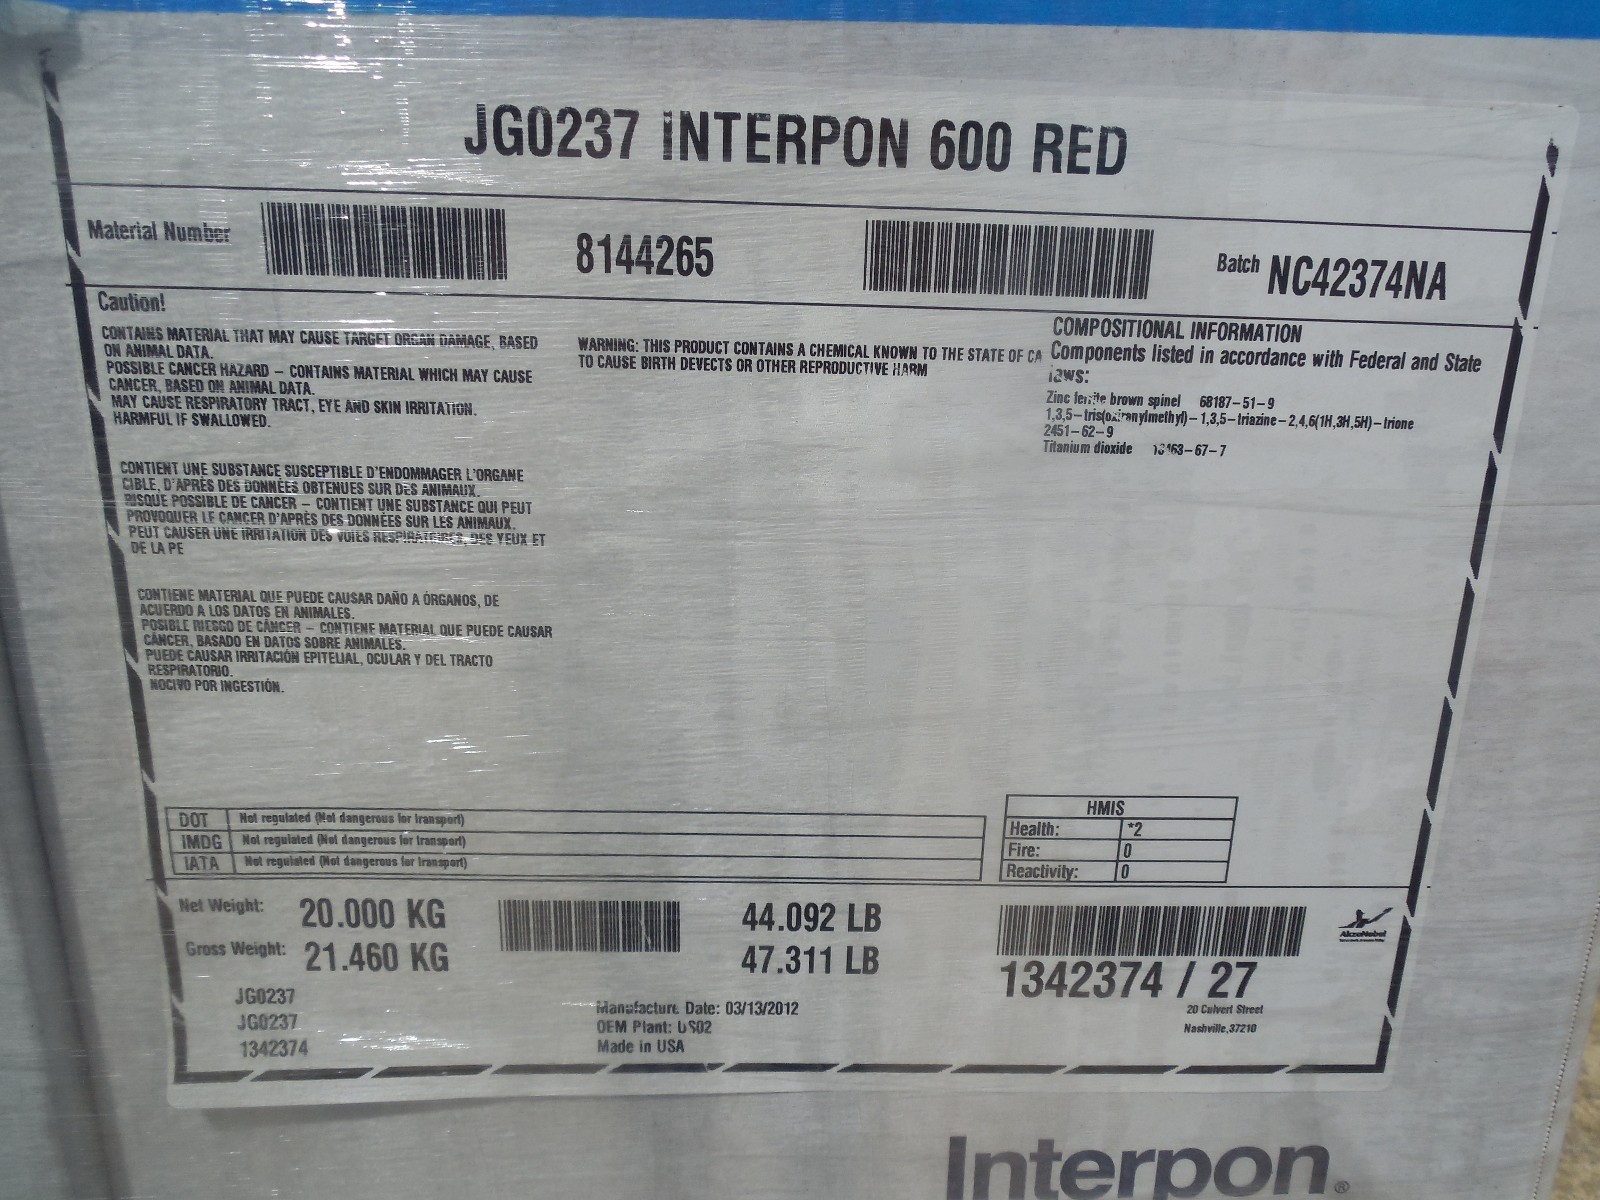 JG0237 INTERPON 600 RED
Material Number 8144265 Batch NC42374NA
Caution!
CONTAINS MATERIAL THAT MAY CAUSE TARGET ORGAN DAMAGE, BASED
ON ANIMAL DATA.
POSSIBLE CANCER HAZARD – CONTAINS MATERIAL WHICH MAY CAUSE
CANCER, BASED ON ANIMAL DATA.
MAY CAUSE RESPIRATORY TRACT, EYE AND SKIN IRRITATION.
HARMFUL IF SWALLOWED.
CONTIENT UNE SUBSTANCE SUSCEPTIBLE D'ENDOMMAGER L'ORGANE
CIBLE, D'APRÈS DES DONNÉES OBTENUES SUR DES ANIMAUX.
RISQUE POSSIBLE DE CANCER – CONTIENT UNE SUBSTANCE QUI PEUT
PROVOQUER LE CANCER D'APRÈS DES DONNÉES SUR LES ANIMAUX.
PEUT CAUSER UNE IRRITATION DES VOIES RESPIRATOIRES, DES YEUX ET
DE LA PE
CONTIENE MATERIAL QUE PUEDE CAUSAR DAÑO A ÓRGANOS, DE
ACUERDO A LOS DATOS EN ANIMALES.
POSIBLE RIESGO DE CÁNCER – CONTIENE MATERIAL QUE PUEDE CAUSAR
CÁNCER, BASADO EN DATOS SOBRE ANIMALES.
PUEDE CAUSAR IRRITACIÓN EPITELIAL, OCULAR Y DEL TRACTO
RESPIRATORIO.
NOCIVO POR INGESTIÓN.
WARNING: THIS PRODUCT CONTAINS A CHEMICAL KNOWN TO THE STATE OF CA
TO CAUSE BIRTH DEVECTS OR OTHER REPRODUCTIVE HARM
COMPOSITIONAL INFORMATION
Components listed in accordance with Federal and State
laws:
Zinc ferrite brown spinel 68187-51-9
1,3,5-tris(oxiranylmethyl)-1,3,5-triazine-2,4,6(1H,3H,5H)-trione
2451-62-9
Titanium dioxide 13463-67-7
DOT Not regulated (Not dangerous for transport)
IMDG Not regulated (Not dangerous for transport)
IATA Not regulated (Not dangerous for transport)
HMIS
Health: *2
Fire: 0
Reactivity: 0
Net Weight: 20.000 KG 44.092 LB
Gross Weight: 21.460 KG 47.311 LB
JG0237
JG0237
1342374
Manufacture Date: 03/13/2012
OEM Plant: US02
Made in USA
AkzoNobel
1342374 / 27
20 Culvert Street
Nashville,37210
Interpon®